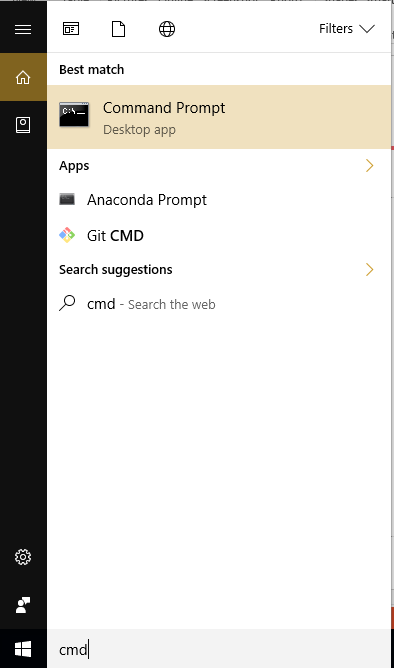 Filters
Best match
Command Prompt
Desktop app
Apps
Anaconda Prompt
Git CMD
Search suggestions
cmd - Search the web
cmd